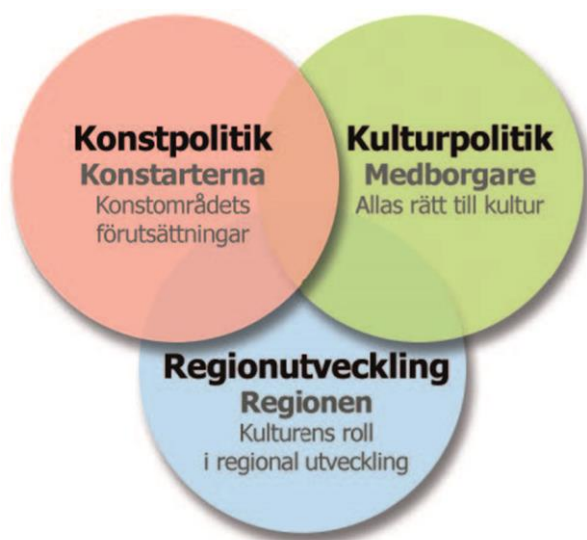 Konstpolitik
Konstarterna
Konstområdets
förutsättningar
Kulturpolitik
Medborgare
Allas rätt till kultur
Regionutveckling
Regionen
Kulturens roll
i regional utveckling